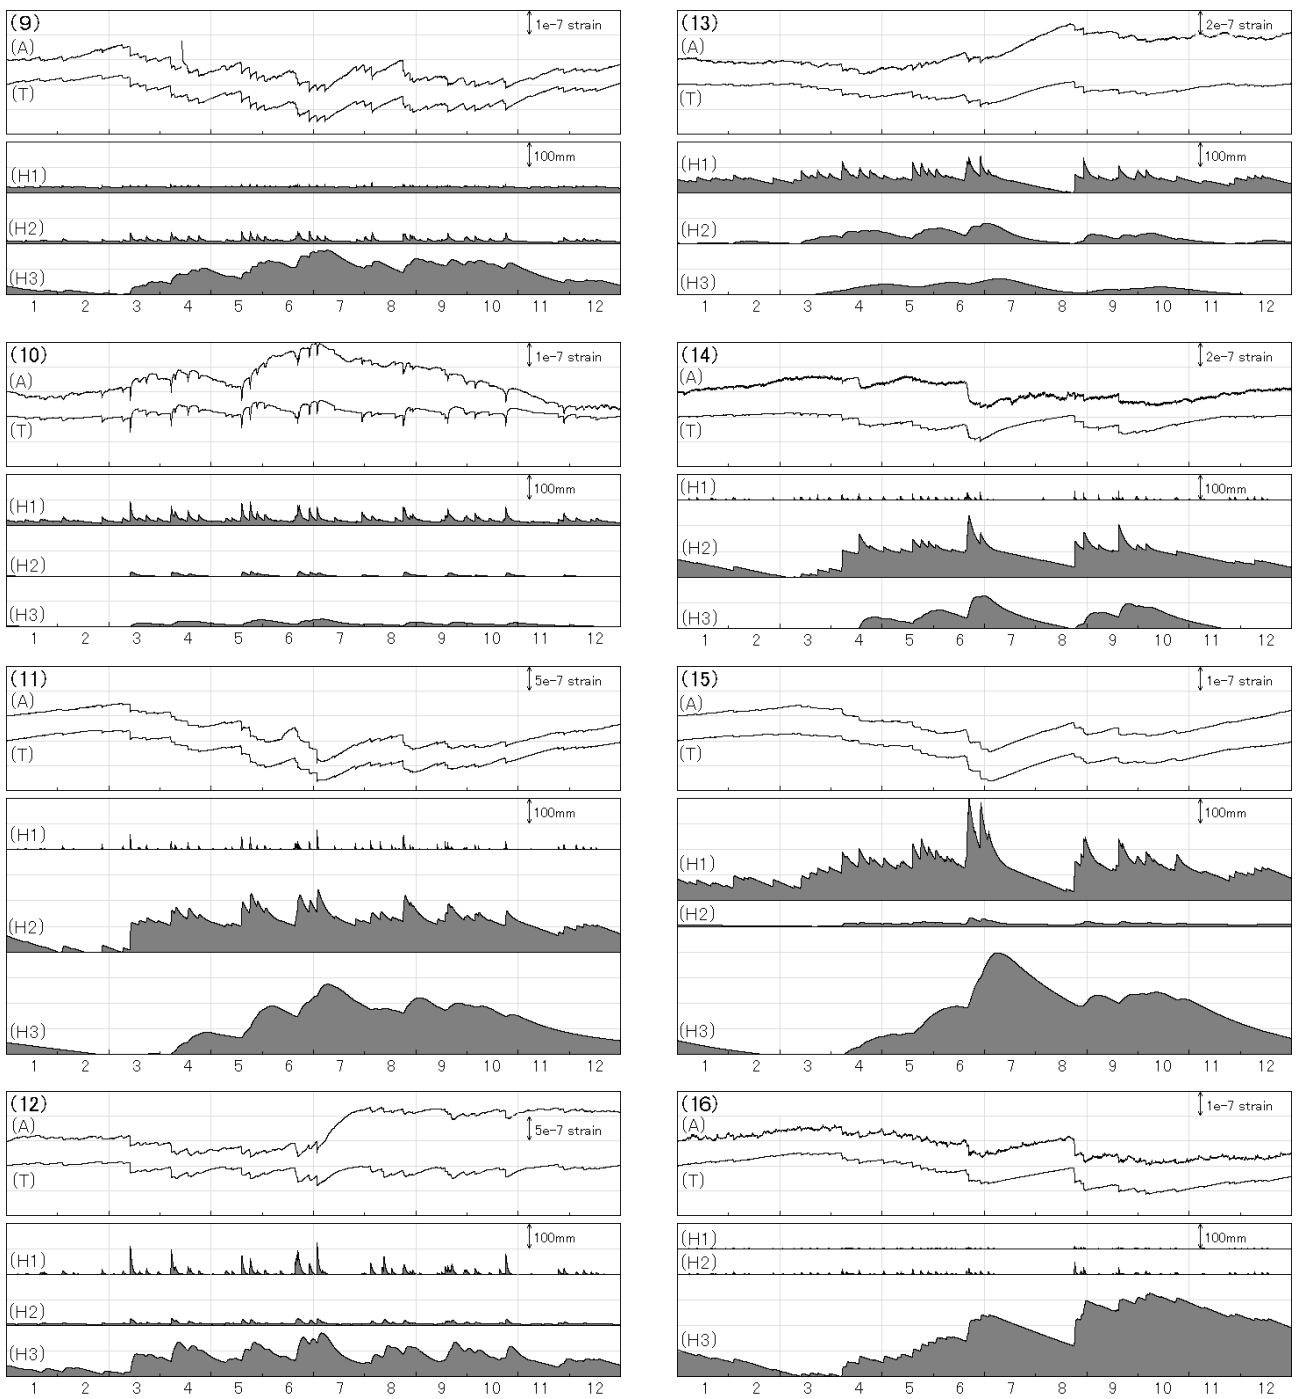 (9)
1e-7 strain
(A)
(T)
100mm
(H1)
(H2)
(H3)
1 2 3 4 5 6 7 8 9 10 11 12
(13)
2e-7 strain
(A)
(T)
100mm
(H1)
(H2)
(H3)
1 2 3 4 5 6 7 8 9 10 11 12
(10)
1e-7 strain
(A)
(T)
100mm
(H1)
(H2)
(H3)
1 2 3 4 5 6 7 8 9 10 11 12
(14)
2e-7 strain
(A)
(T)
100mm
(H1)
(H2)
(H3)
1 2 3 4 5 6 7 8 9 10 11 12
(11)
5e-7 strain
(A)
(T)
100mm
(H1)
(H2)
(H3)
1 2 3 4 5 6 7 8 9 10 11 12
(15)
1e-7 strain
(A)
(T)
100mm
(H1)
(H2)
(H3)
1 2 3 4 5 6 7 8 9 10 11 12
(12)
(A)
5e-7 strain
(T)
100mm
(H1)
(H2)
(H3)
1 2 3 4 5 6 7 8 9 10 11 12
(16)
1e-7 strain
(A)
(T)
(H1)
100mm
(H2)
(H3)
1 2 3 4 5 6 7 8 9 10 11 12